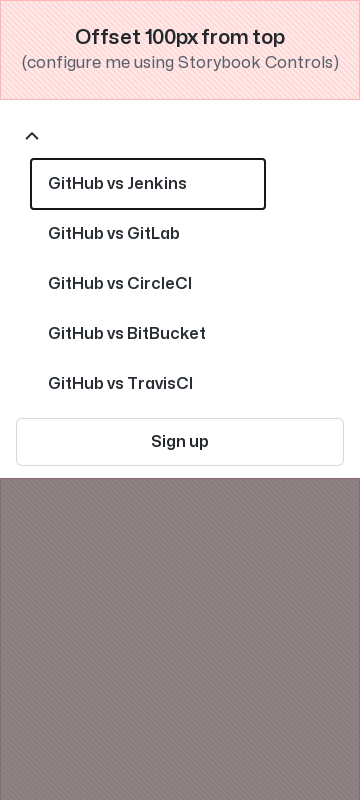 Offset 100px from top
(configure me using Storybook Controls)
GitHub vs Jenkins
GitHub vs GitLab
GitHub vs CircleCI
GitHub vs BitBucket
GitHub vs TravisCI
Sign up